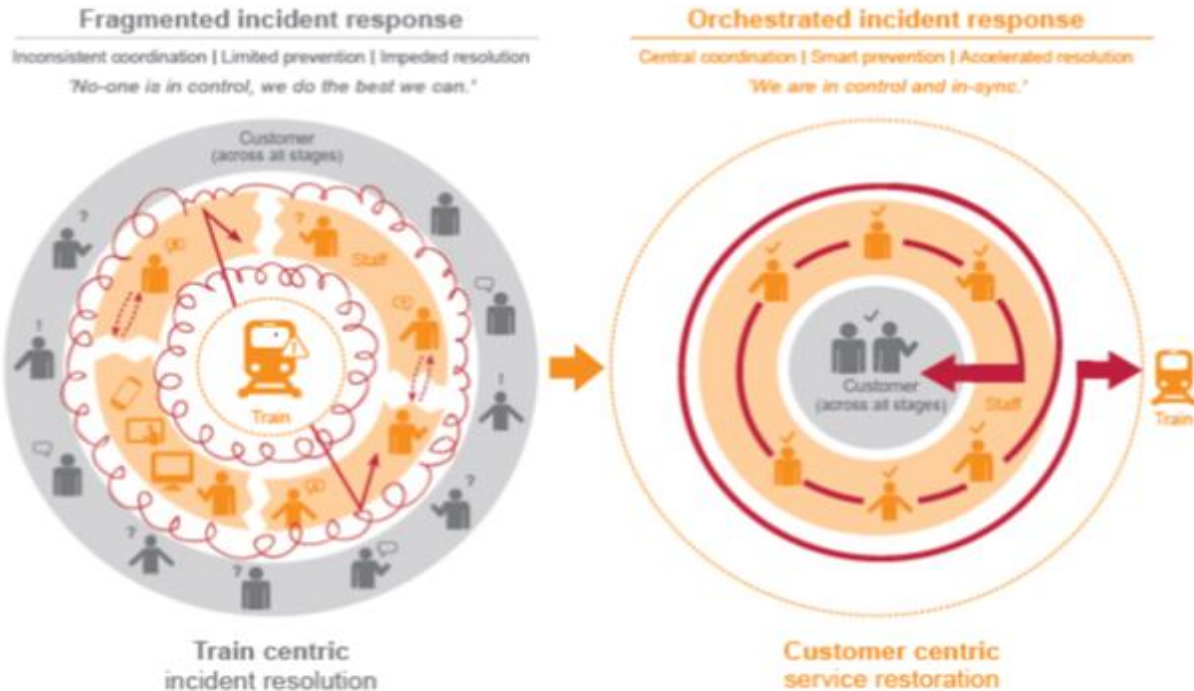 Fragmented incident response
Inconsistent coordination | Limited prevention | Impeded resolution
"No-one is in control, we do the best we can."
Customer
(across all stages)
Staff
Train
Train centric
incident resolution
Orchestrated incident response
Central coordination | Smart prevention | Accelerated resolution
"We are in control and in-sync."
Customer
(across all stages)
Staff
Train
Customer centric
service restoration